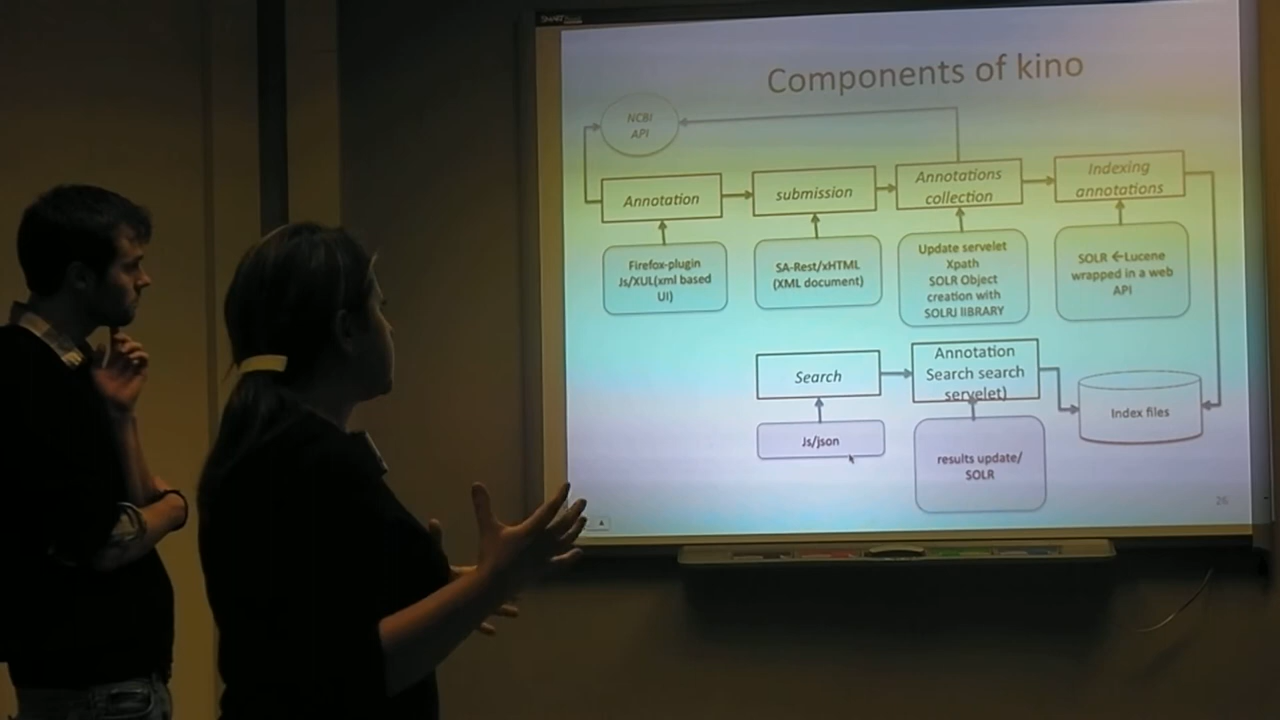 SMART
Components of kino
NCBI
API
Annotation
submission
Annotations
collection
Indexing
annotations
Firefox-plugin
Js/XUL(xml based
UI)
SA-Rest/xHTML
(XML document)
Update servelet
Xpath
SOLR Object
creation with
SOLRJ lIBRARY
SOLR ←Lucene
wrapped in a web
API
Search
Annotation
Search search
servelet)
Index files
Js/json
results update/
SOLR
26